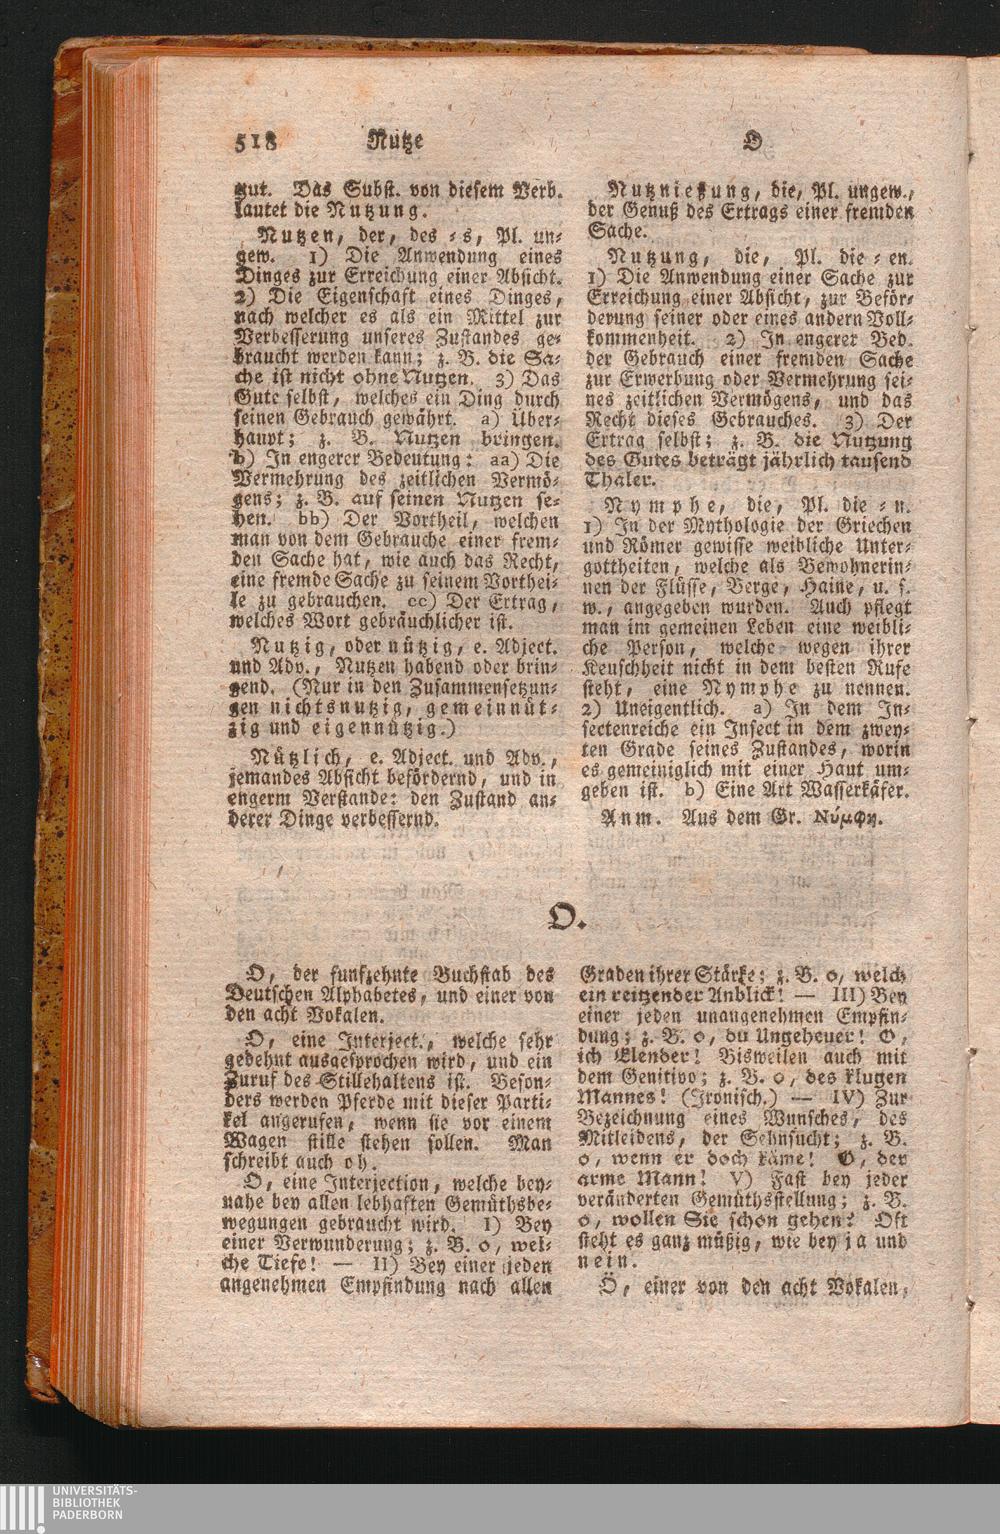 518 Nutze O
gut. Das Subst. von diesem Verb.
lautet die Nutzung.
Nutzen, der, des ⸗s, Pl. un⸗
gew. 1) Die Anwendung eines
Dinges zur Erreichung einer Absicht.
2) Die Eigenschaft eines Dinges,
nach welcher es als ein Mittel zur
Verbesserung unseres Zustandes ge⸗
braucht werden kann; z. B. die Sa⸗
che ist nicht ohne Nutzen. 3) Das
Gute selbst, welches ein Ding durch
seinen Gebrauch gewährt. a) Über⸗
haupt; z. B. Nutzen bringen.
b) In engerer Bedeutung: aa) Die
Vermehrung des zeitlichen Vermö⸗
gens; z. B. auf seinen Nutzen se⸗
hen. bb) Der Vortheil, welchen
man von dem Gebrauche einer frem⸗
den Sache hat, wie auch das Recht,
eine fremde Sache zu seinem Vorthei⸗
le zu gebrauchen. cc) Der Ertrag,
welches Wort gebräuchlicher ist.
Nutzig, oder nützig, e. Adject.
und Adv., Nutzen habend oder brin⸗
gend. (Nur in den Zusammensetzun⸗
gen nichtsnutzig, gemeinnüt⸗
zig und eigennützig.)
Nützlich, e. Adject. und Adv.,
jemandes Absicht befördernd, und in
engerm Verstande: den Zustand an⸗
derer Dinge verbessernd.
Nutznießung, die, Pl. ungew.,
der Genuß des Ertrags einer fremden
Sache.
Nutzung, die, Pl. die ⸗ en.
1) Die Anwendung einer Sache zur
Erreichung einer Absicht, zur Beför⸗
derung seiner oder eines andern Voll⸗
kommenheit. 2) In engerer Bed.
der Gebrauch einer fremden Sache
zur Erwerbung oder Vermehrung sei⸗
nes zeitlichen Vermögens, und das
Recht dieses Gebrauches. 3) Der
Ertrag selbst; z. B. die Nutzung
des Gutes beträgt jährlich tausend
Thaler.
Nymphe, die, Pl. die ⸗ n.
1) In der Mythologie der Griechen
und Römer gewisse weibliche Unter⸗
gottheiten, welche als Bewohnerin⸗
nen der Flüsse, Berge, Haine, u. s.
w., angegeben wurden. Auch pflegt
man im gemeinen Leben eine weibli⸗
che Person, welche wegen ihrer
Keuschheit nicht in dem besten Rufe
steht, eine Nymphe zu nennen.
2) Uneigentlich. a) In dem In⸗
sectenreiche ein Insect in dem zwey⸗
ten Grade seines Zustandes, worin
es gemeiniglich mit einer Haut um⸗
geben ist. b) Eine Art Wasserkäfer.
Anm. Aus dem Gr. Νύμφη.
O.
O, der funfzehnte Buchstab des
Deutschen Alphabetes, und einer von
den acht Vokalen.
O, eine Interject., welche sehr
gedehnt ausgesprochen wird, und ein
Zuruf des Stillehaltens ist. Beson⸗
ders werden Pferde mit dieser Parti⸗
kel angerufen, wenn sie vor einem
Wagen stille stehen sollen. Man
schreibt auch oh.
O, eine Interjection, welche bey⸗
nahe bey allen lebhaften Gemüthsbe⸗
wegungen gebraucht wird. I) Bey
einer Verwunderung; z. B. o, wel⸗
che Tiefe! — II) Bey einer jeden
angenehmen Empfindung nach allen
Graden ihrer Stärke: z. B. o, welch
ein reitzender Anblick! — III) Bey
einer jeden unangenehmen Empfin⸗
dung; z. B. o, du Ungeheuer! O,
ich Elender! Bisweilen auch mit
dem Genitivo; z. B. o, des klugen
Mannes! (Ironisch.) — IV) Zur
Bezeichnung eines Wunsches, des
Mitleidens, der Sehnsucht; z. B.
o, wenn er doch käme! O, der
arme Mann! V) Fast bey jeder
veränderten Gemüthsstellung; z. B.
o, wollen Sie schon gehen? Oft
steht es ganz müßig, wie bey ja und
nein.
Ö, einer von den acht Vokalen,
UNIVERSITÄTS-
BIBLIOTHEK
PADERBORN